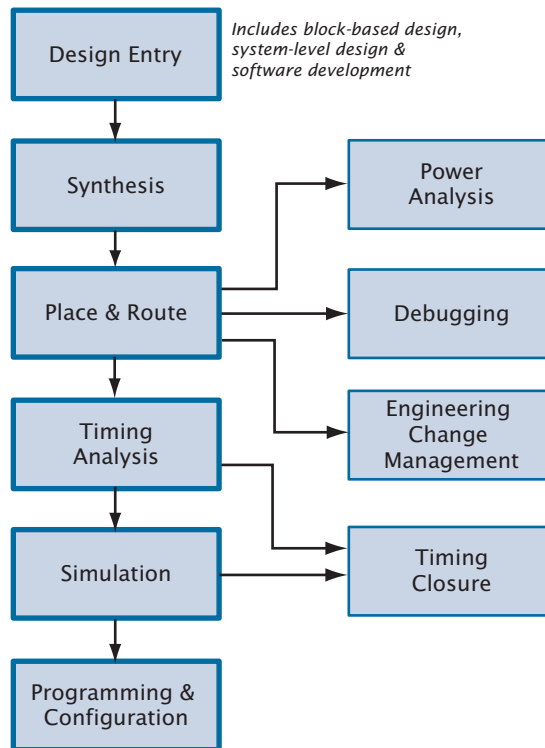 Design Entry
Includes block-based design,
system-level design &
software development
Synthesis
Power
Analysis
Place & Route
Debugging
Engineering
Change
Management
Timing
Analysis
Simulation
Timing
Closure
Programming &
Configuration